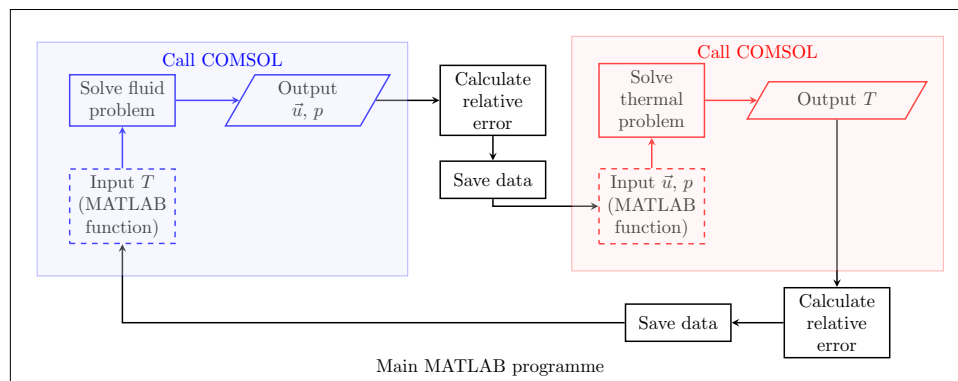 Call COMSOL
Solve fluid
problem
Output
u⃗, p
Input T
(MATLAB
function)
Calculate
relative
error
Save data
Call COMSOL
Solve
thermal
problem
Output T
Input u⃗, p
(MATLAB
function)
Calculate
relative
error
Save data
Main MATLAB programme